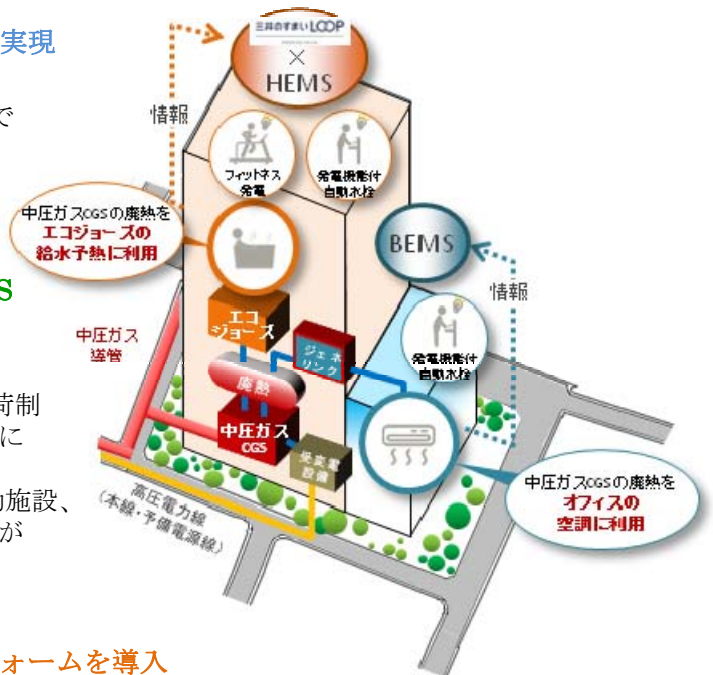 実現
で
S
荷制
に
助施設、
が
ォームを導入
三井のすまいLOOP
×
HEMS
情報
フィットネス
発電
発電機能付
自動水栓
中圧ガスCGSの廃熱を
エコジョーズの
給水予熱に利用
BEMS
情報
エコ
ジョーズ
ジェネ
リンク
発電機能付
自動水栓
中圧ガス
導管
廃熱
中圧ガス
CGS
受変電
設備
中圧ガスCGSの廃熱を
オフィスの
空調に利用
高圧電力線
(本線・予備電源線)